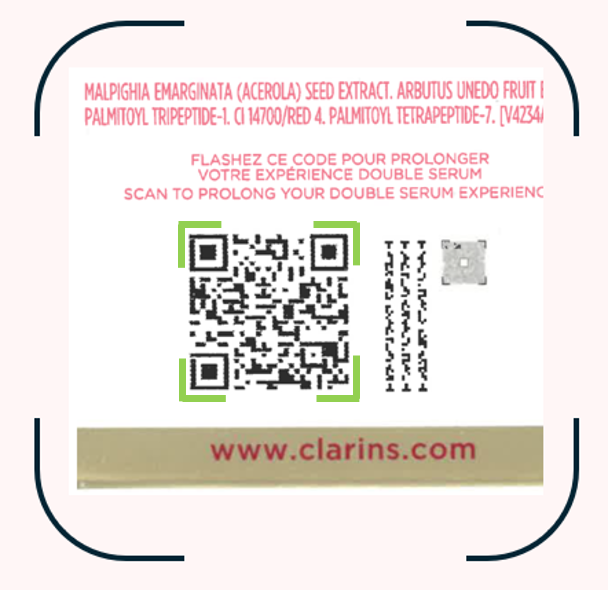 MALPIGHIA EMARGINATA (ACEROLA) SEED EXTRACT. ARBUTUS UNEDO FRUIT
PALMITOYL TRIPEPTIDE-1. CI 14700/RED 4. PALMITOYL TETRAPEPTIDE-7. [V4234
FLASHEZ CE CODE POUR PROLONGER
VOTRE EXPÉRIENCE DOUBLE SERUM
SCAN TO PROLONG YOUR DOUBLE SERUM EXPERIENC
www.clarins.com